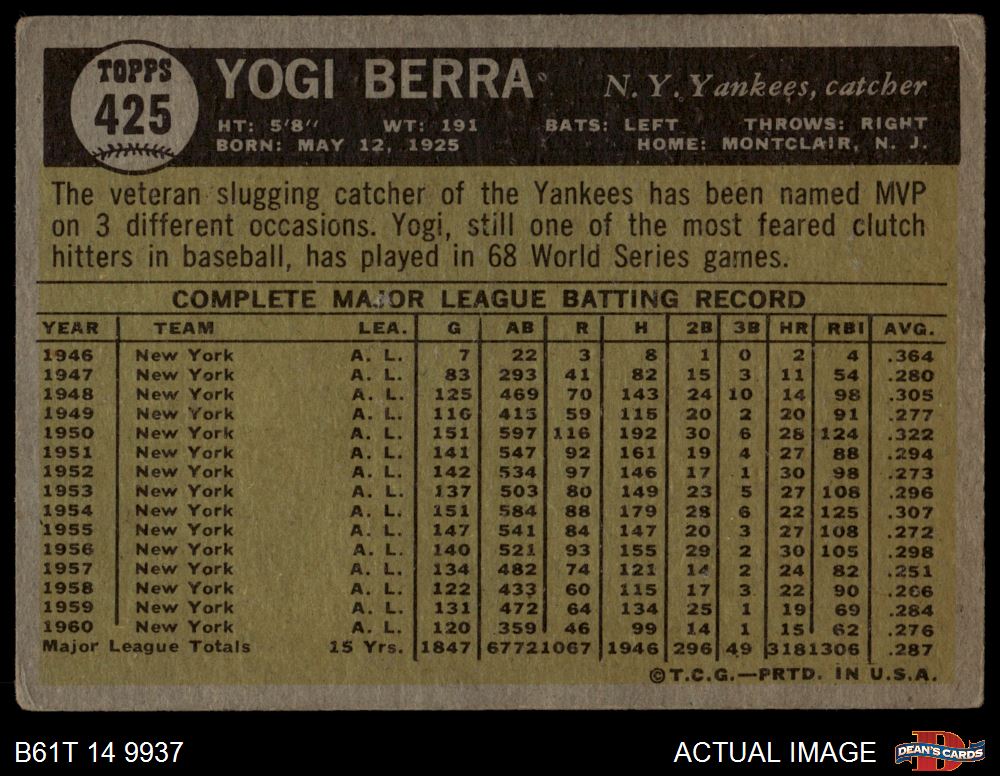 TOPPS
425
YOGI BERRA N. Y. Yankees, catcher
HT: 5'8" WT: 191 BATS: LEFT THROWS: RIGHT
BORN: MAY 12, 1925 HOME: MONTCLAIR, N. J.
The veteran slugging catcher of the Yankees has been named MVP
on 3 different occasions. Yogi, still one of the most feared clutch
hitters in baseball, has played in 68 World Series games.
COMPLETE MAJOR LEAGUE BATTING RECORD
YEAR TEAM LEA. G AB R H 2B 3B HR RBI AVG.
1946 New York A. L. 7 22 3 8 1 0 2 4 .364
1947 New York A. L. 83 293 41 82 15 3 11 54 .280
1948 New York A. L. 125 469 70 143 24 10 14 98 .305
1949 New York A. L. 116 415 59 115 20 2 20 91 .277
1950 New York A. L. 151 597 116 192 30 6 28 124 .322
1951 New York A. L. 141 547 92 161 19 4 27 88 .294
1952 New York A. L. 142 534 97 146 17 1 30 98 .273
1953 New York A. L. 137 503 80 149 23 5 27 108 .296
1954 New York A. L. 151 584 88 179 28 6 22 125 .307
1955 New York A. L. 147 541 84 147 20 3 27 108 .272
1956 New York A. L. 140 521 93 155 29 2 30 105 .298
1957 New York A. L. 134 482 74 121 14 2 24 82 .251
1958 New York A. L. 122 433 60 115 17 3 22 90 .266
1959 New York A. L. 131 472 64 134 25 1 19 69 .284
1960 New York A. L. 120 359 46 99 14 1 15 62 .276
Major League Totals 15 Yrs. 1847 6772 1067 1946 296 49 318 1306 .287
©T.C.G.—PRTD. IN U.S.A.
B61T 14 9937 ACTUAL IMAGE DEAN'S CARDS